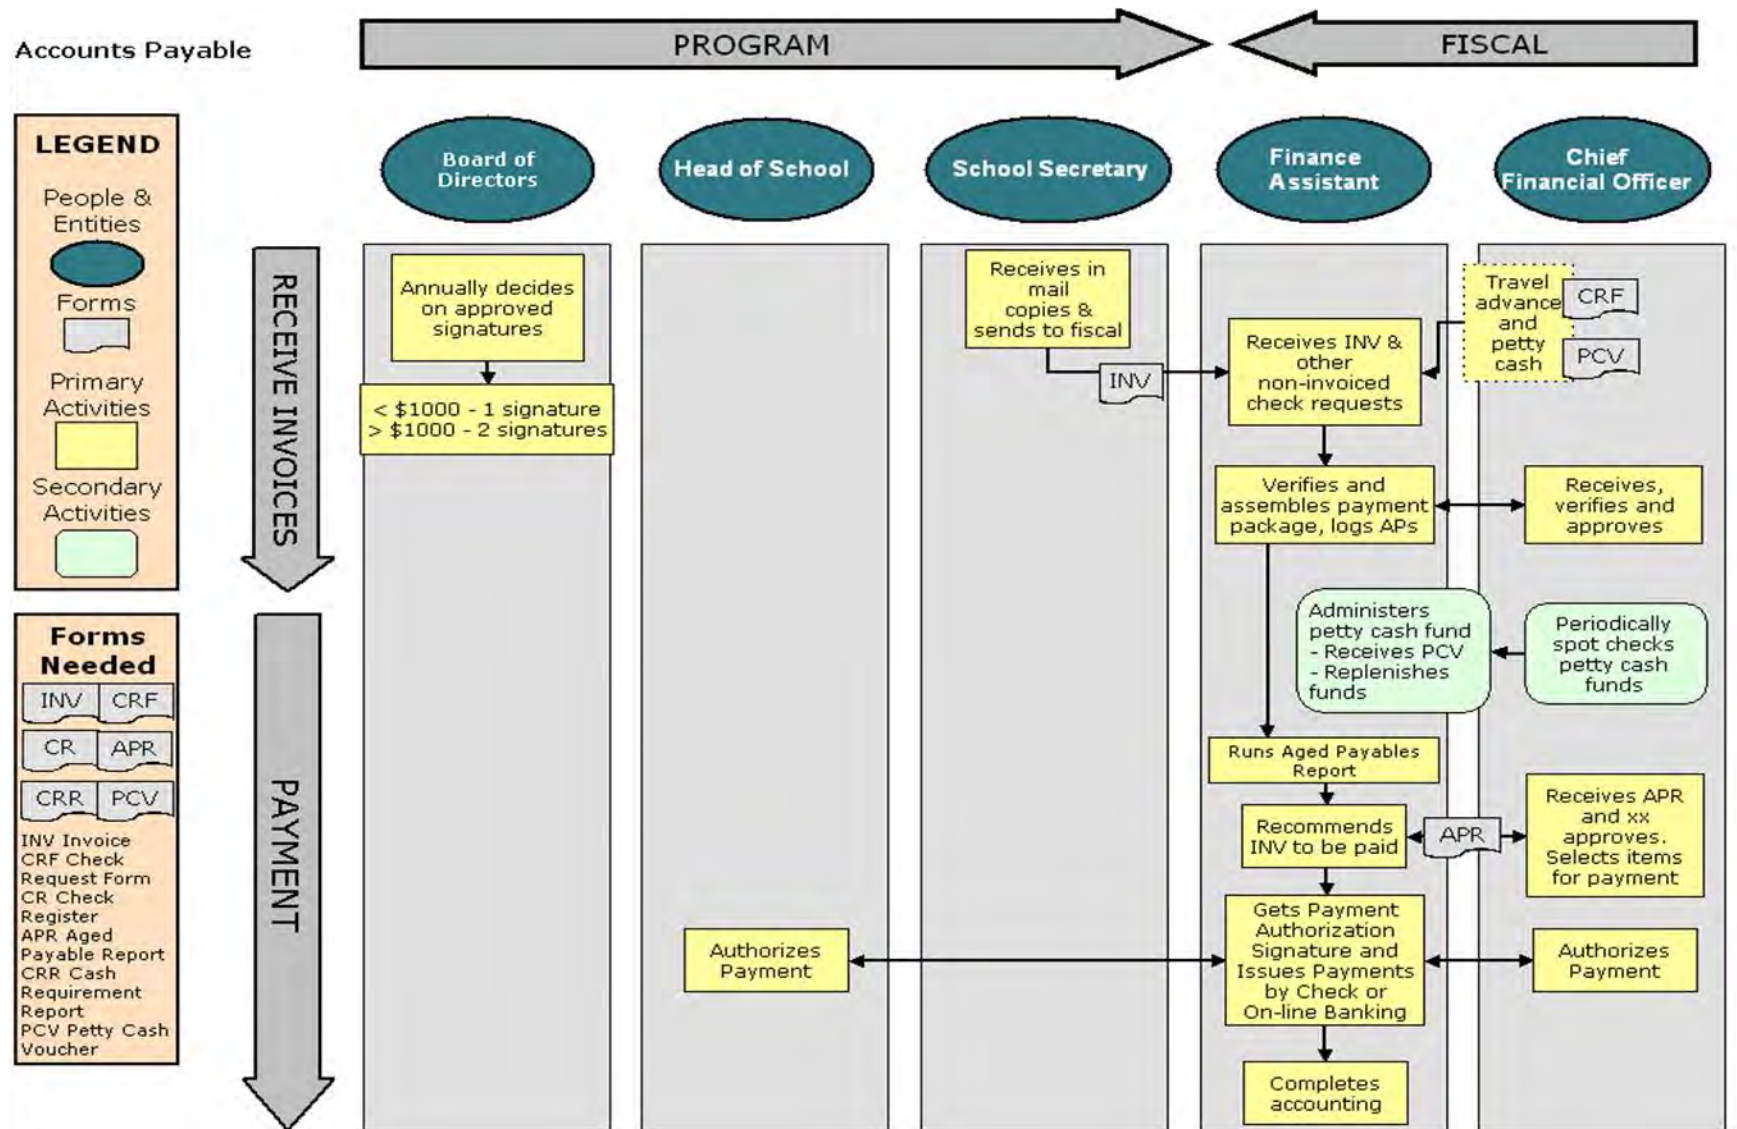 Accounts Payable
PROGRAM
FISCAL
LEGEND
People &
Entities
Forms
Primary
Activities
Secondary
Activities
Forms
Needed
INV CRF
CR APR
CRR PCV
INV Invoice
CRF Check
Request Form
CR Check
Register
APR Aged
Payable Report
CRR Cash
Requirement
Report
PCV Petty Cash
Voucher
RECEIVE INVOICES
PAYMENT
Board of
Directors
Annually decides
on approved
signatures
< $1000 - 1 signature
> $1000 - 2 signatures
Head of School
Authorizes
Payment
School Secretary
Receives in
mail
copies &
sends to fiscal
INV
Finance
Assistant
Receives INV &
other
non-invoiced
check requests
Verifies and
assembles payment
package, logs APs
Administers
petty cash fund
- Receives PCV
- Replenishes
funds
Runs Aged Payables
Report
Recommends
INV to be paid
APR
Gets Payment
Authorization
Signature and
Issues Payments
by Check or
On-line Banking
Completes
accounting
Chief
Financial Officer
Travel
advance
and
petty
cash
CRF
PCV
Receives,
verifies and
approves
Periodically
spot checks
petty cash
funds
Receives APR
and xx
approves.
Selects items
for payment
Authorizes
Payment